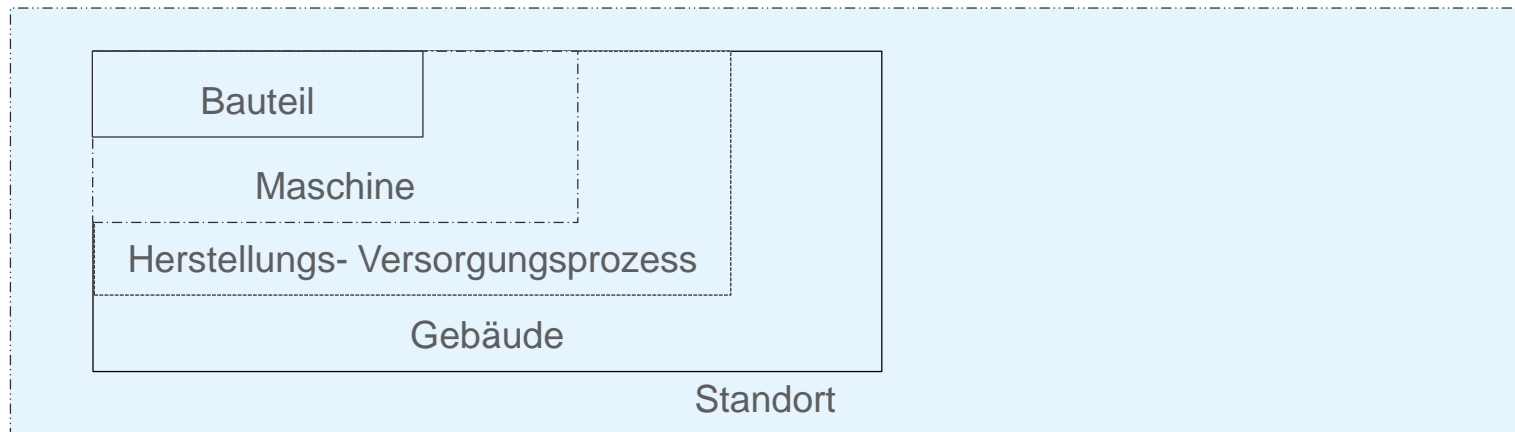 Bauteil
Maschine
Herstellungs- Versorgungsprozess
Gebäude
Standort